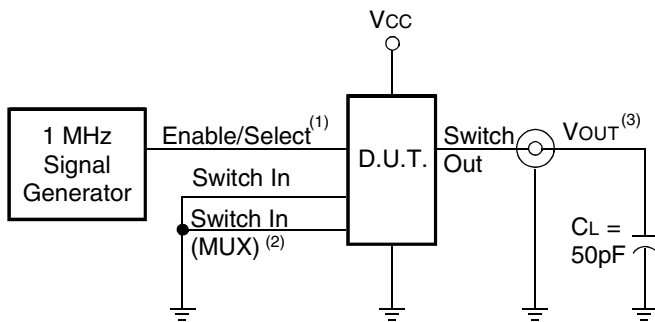 VCC
1 MHz
Signal
Generator
Enable/Select(1)
Switch In
Switch In
(MUX) (2)
D.U.T.
Switch
Out
VOUT(3)
CL =
50pF